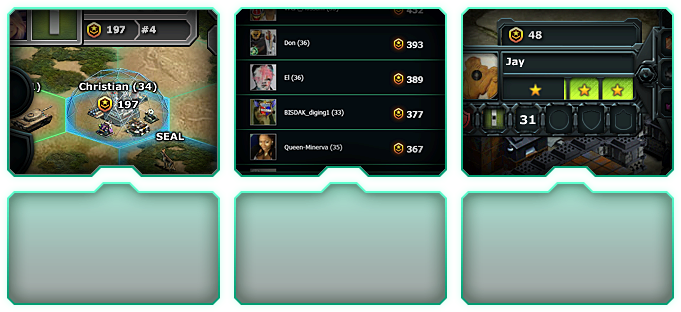 197 #4
Christian (34)
197
SEAL
Don (36)
393
El (36)
389
BISDAK_diging1 (33)
377
Queen-Minerva (35)
367
48
Jay
31